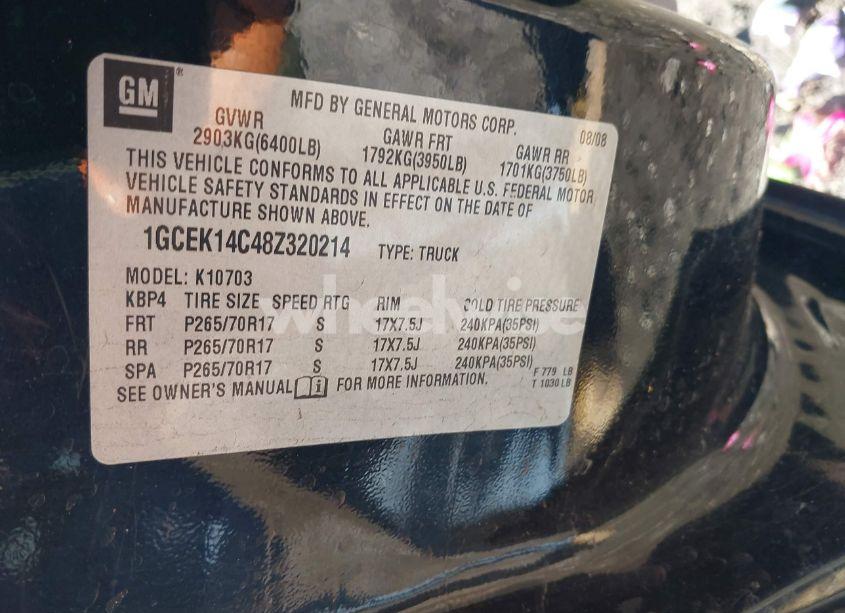 GM ®
MFD BY GENERAL MOTORS CORP. 08/08
GVWR GAWR FRT GAWR RR
2903KG(6400LB) 1792KG(3950LB) 1701KG(3750LB)
THIS VEHICLE CONFORMS TO ALL APPLICABLE U.S. FEDERAL MOTOR
VEHICLE SAFETY STANDARDS IN EFFECT ON THE DATE OF
MANUFACTURE SHOWN ABOVE.
1GCEK14C48Z320214 TYPE: TRUCK
MODEL: K10703
KBP4 TIRE SIZE SPEED RTG RIM COLD TIRE PRESSURE
FRT P265/70R17 S 17X7.5J 240KPA(35PSI)
RR P265/70R17 S 17X7.5J 240KPA(35PSI)
SPA P265/70R17 S 17X7.5J 240KPA(35PSI)
SEE OWNER'S MANUAL i FOR MORE INFORMATION.
F 779 LB
T 1030 LB
wheelwise